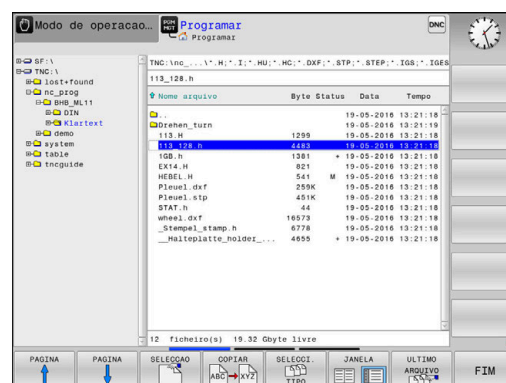 Modo de operacao...
PGM MGT
Programar
Programar
DNC
SF:\
TNC:\
lost+found
nc_prog
BHB_ML11
DIN
Klartext
demo
system
table
tncguide
TNC:\nc_...\*.H;*.I;*.HU;*.HC;*.DXF;*.STP;*.STEP;*.IGS;*.IGES
113_128.h
Nome arquivo Byte Status Data Tempo
.. 19-05-2016 13:21:18
Drehen_turn 19-05-2016 13:21:19
113.H 1299 19-05-2016 13:21:18
113_128.h 4483 19-05-2016 13:21:18
1GB.h 1381 + 19-05-2016 13:21:18
EX14.H 821 19-05-2016 13:21:18
HEBEL.H 541 M 19-05-2016 13:21:18
Pleuel.dxf 259K 19-05-2016 13:21:18
Pleuel.stp 451K 19-05-2016 13:21:18
STAT.h 44 19-05-2016 13:21:18
wheel.dxf 16573 19-05-2016 13:21:18
_Stempel_stamp.h 6778 19-05-2016 13:21:18
__Halteplatte_holder_... 4655 + 19-05-2016 13:21:18
12 ficheiro(s) 19.32 Gbyte livre
PAGINA
PAGINA
SELECCAO
COPIAR
ABC XYZ
SELECCI.
TIPO
JANELA
ULTIMO
ARQUIVO
FIM